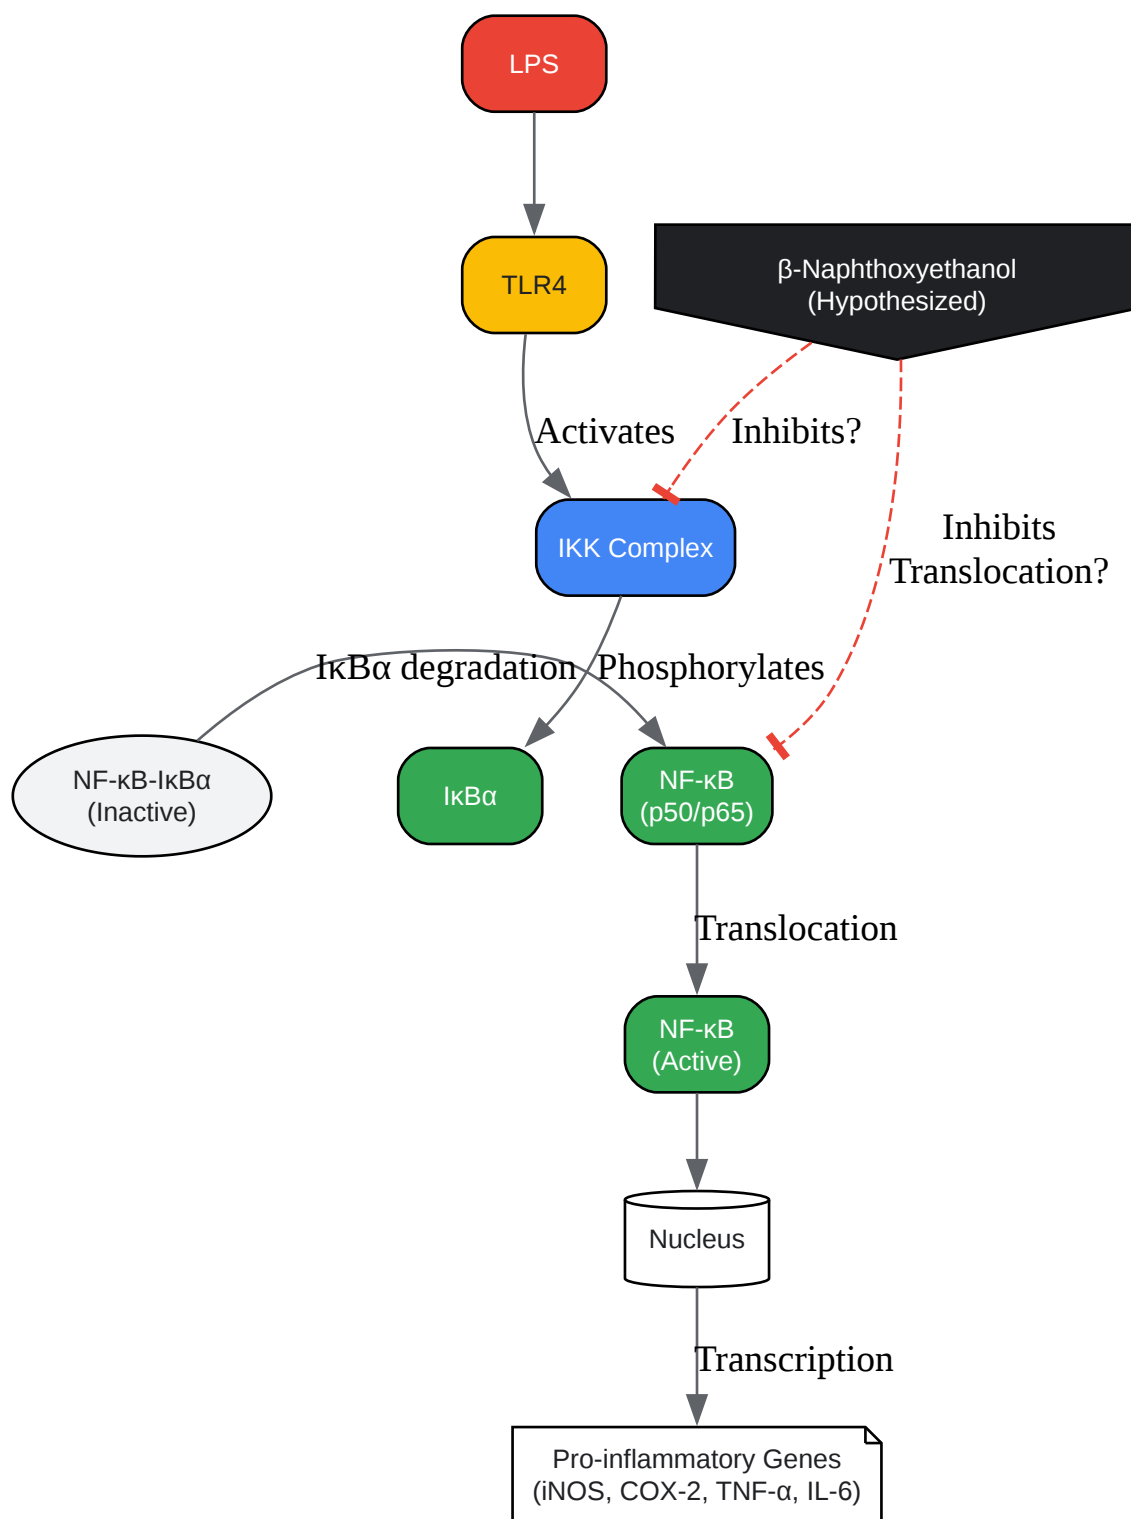 LPS
TLR4
β-Naphthoxyethanol
(Hypothesized)
Activates
Inhibits?
Inhibits
Translocation?
IKK Complex
IκBα degradation
Phosphorylates
NF-κB-IκBα
(Inactive)
IκBα
NF-κB
(p50/p65)
Translocation
NF-κB
(Active)
Nucleus
Transcription
Pro-inflammatory Genes
(iNOS, COX-2, TNF-α, IL-6)